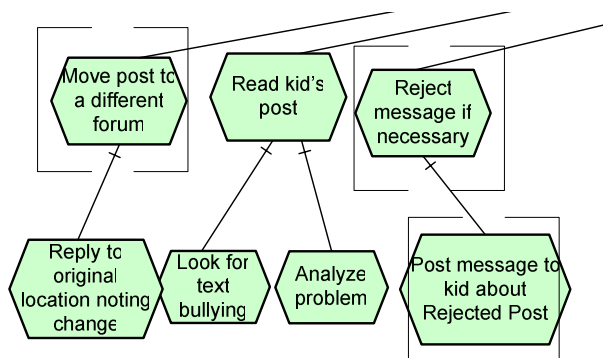 Move post to
a different
forum
Read kid's
post
Reject
message if
necessary
Reply to
original
location noting
change
Look for
text
bullying
Analyze
problem
Post message to
kid about
Rejected Post